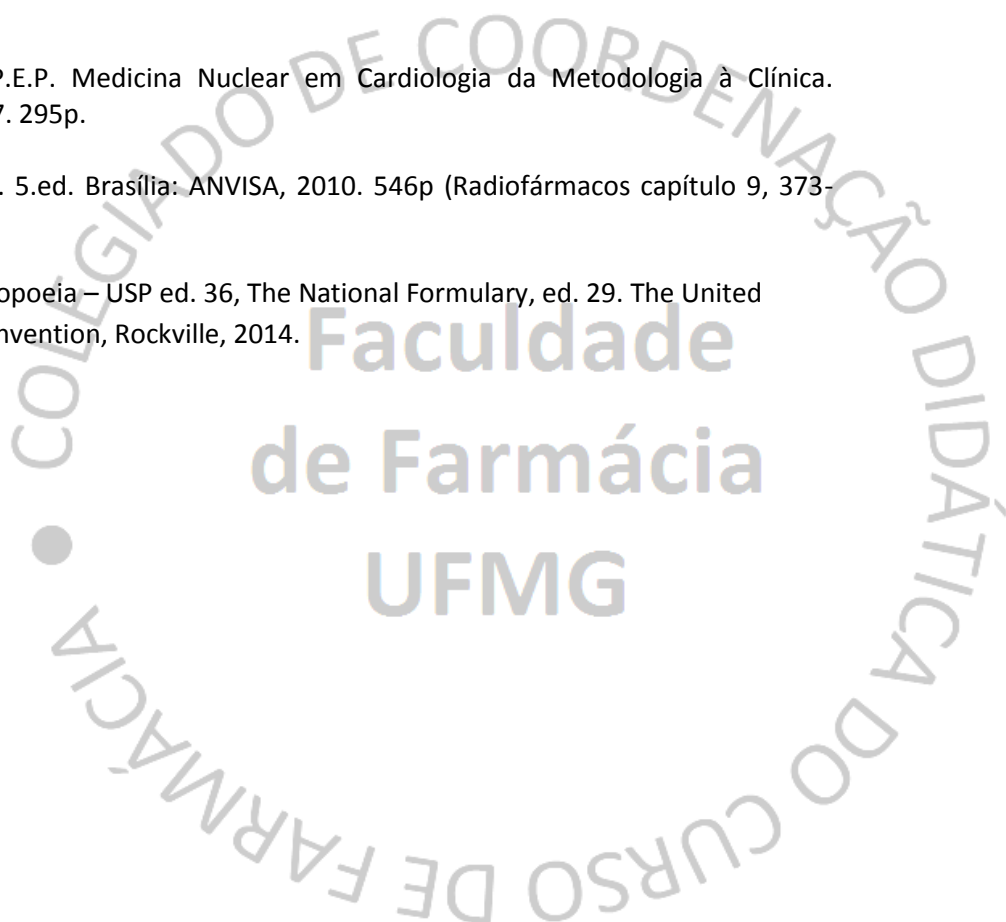 P.E.P. Medicina Nuclear em Cardiologia da Metodologia à Clínica.
7. 295p.
. 5.ed. Brasília: ANVISA, 2010. 546p (Radiofármacos capítulo 9, 373-
opoeia – USP ed. 36, The National Formulary, ed. 29. The United
nvention, Rockville, 2014.
COLEGIADO DE COORDENAÇÃO DIDÁTICA DO CURSO DE FARMÁCIA
Faculdade
de Farmácia
UFMG